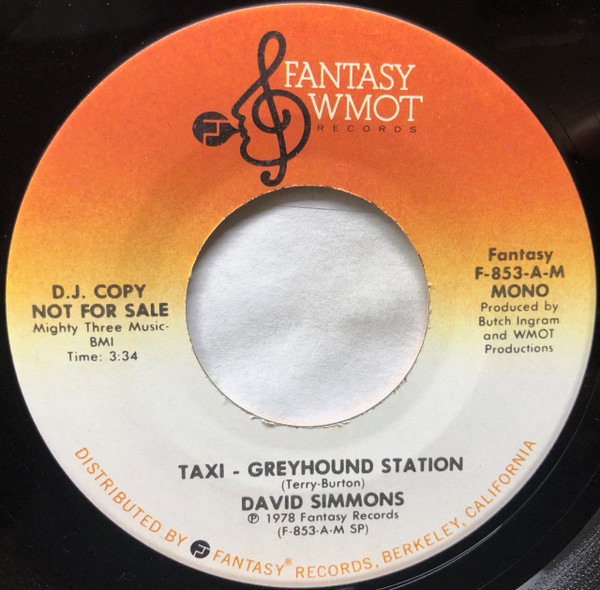 FANTASY
WMOT
RECORDS
D.J. COPY
NOT FOR SALE
Mighty Three Music-
BMI
Time: 3:34
Fantasy
F-853-A-M
MONO
Produced by
Butch Ingram
and WMOT
Productions
TAXI - GREYHOUND STATION
(Terry-Burton)
DAVID SIMMONS
℗ 1978 Fantasy Records
(F-853-A-M SP)
DISTRIBUTED BY FANTASY® RECORDS, BERKELEY, CALIFORNIA